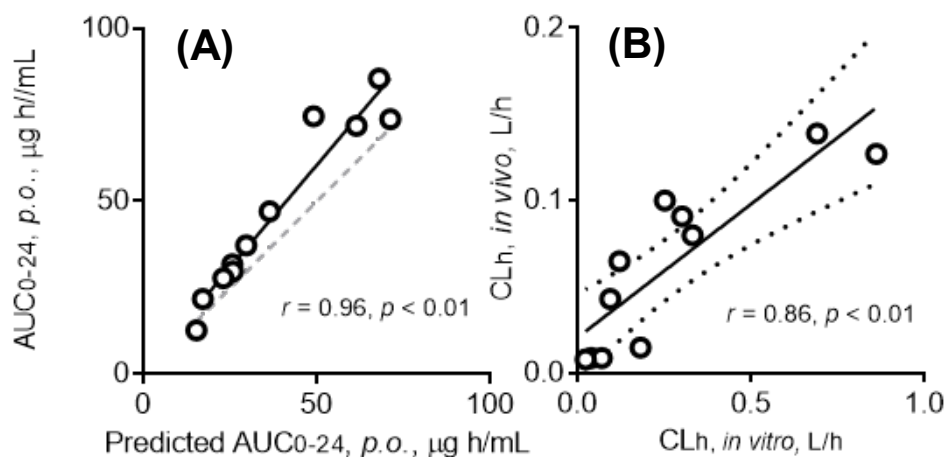 (A)
AUC0-24, p.o., µg h//mL
100
50
0
r = 0.96, p < 0.01
0
50
100
Predicted AUC0-24, p.o., µg h/mL
(B)
CLh, in vivo, L/h
0.2
0.1
0.0
r = 0.86, p < 0.01
0.0
0.5
1.0
CLh, in vitro, L/h